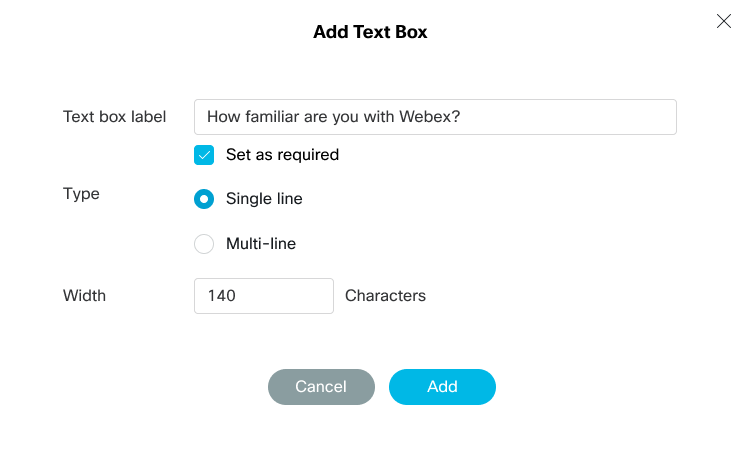 Add Text Box
Text box label How familiar are you with Webex?
Set as required
Type Single line
Multi-line
Width 140 Characters
Cancel Add